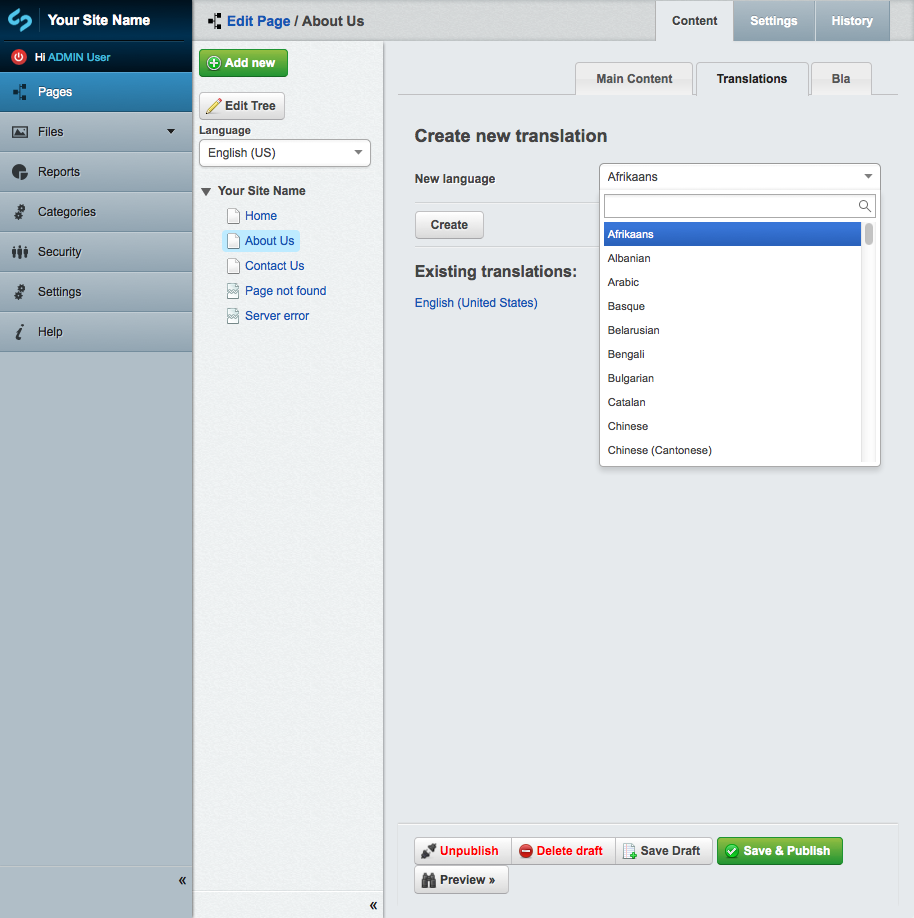 Your Site Name
Hi ADMIN User
Pages
Files
Reports
Categories
Security
Settings
Help
«
Edit Page / About Us
Content
Settings
History
Add new
Edit Tree
Language
English (US)
Your Site Name
Home
About Us
Contact Us
Page not found
Server error
«
Main Content
Translations
Bla
Create new translation
New language
Afrikaans
Create
Existing translations:
English (United States)
Afrikaans
Albanian
Arabic
Basque
Belarusian
Bengali
Bulgarian
Catalan
Chinese
Chinese (Cantonese)
Unpublish
Delete draft
Save Draft
Save & Publish
Preview »